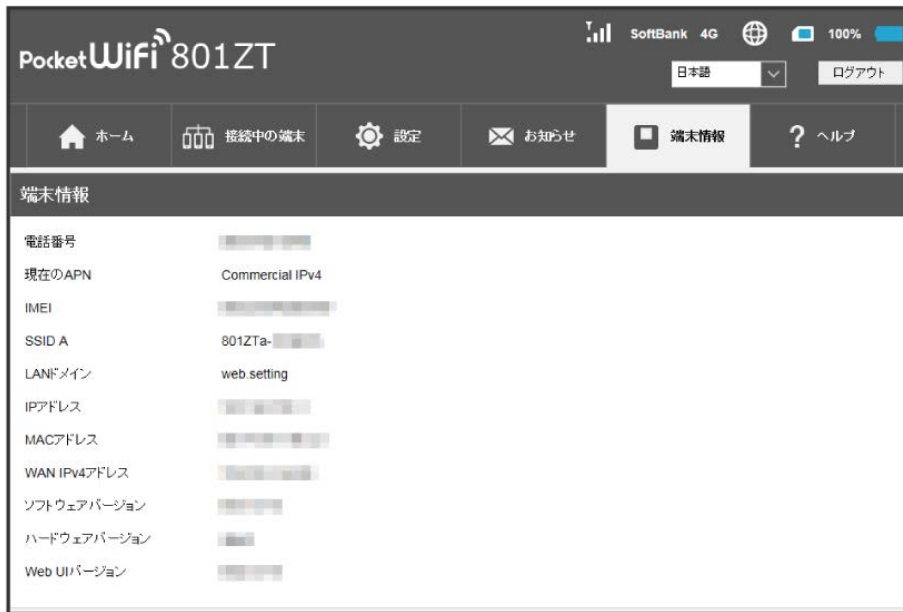 PocketWiFi 801ZT
SoftBank 4G 100%
日本語 ログアウト
ホーム 接続中の端末 設定 お知らせ 端末情報 ? ヘルプ
端末情報
電話番号
現在のAPN Commercial IPv4
IMEI
SSID A 801ZTa-
LANドメイン web.setting
IPアドレス
MACアドレス
WAN IPv4アドレス
ソフトウェアバージョン
ハードウェアバージョン
Web UIバージョン